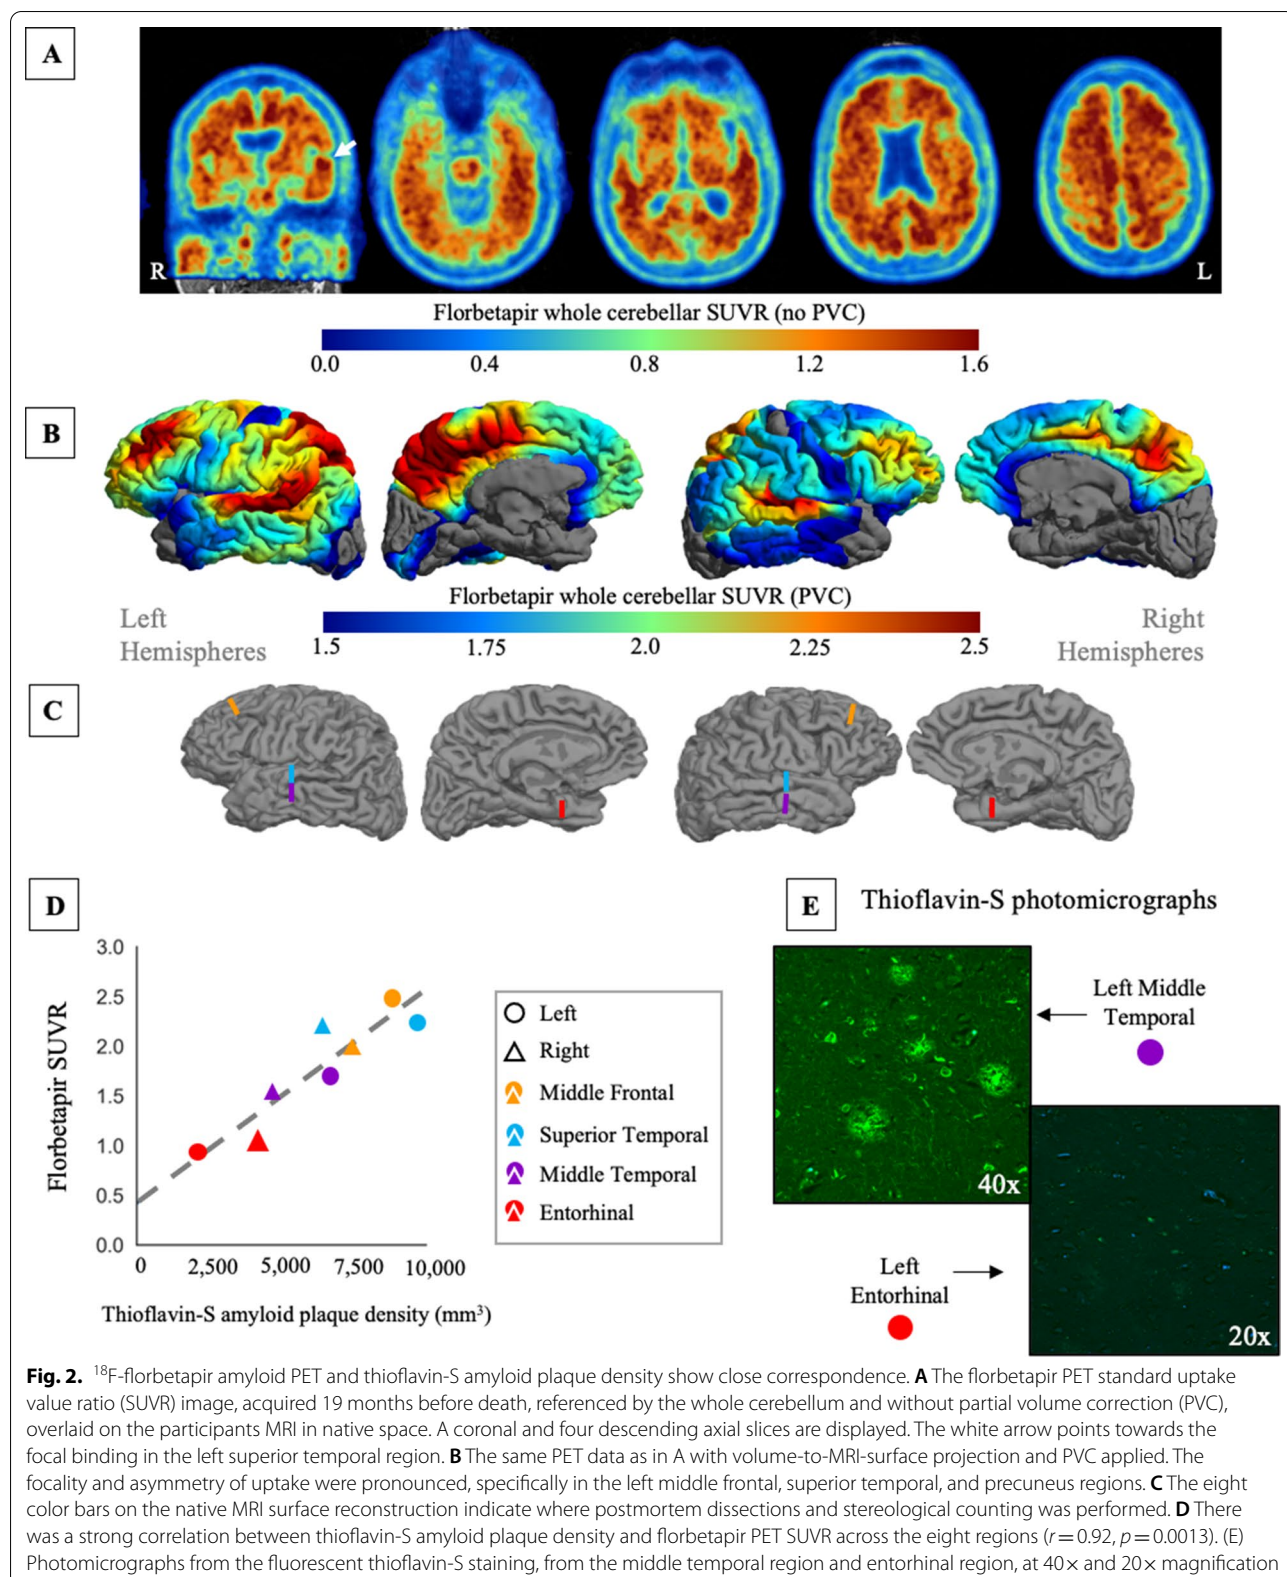 A
R
L
Florbetapir whole cerebellar SUVR (no PVC)
0.0 0.4 0.8 1.2 1.6
B
Florbetapir whole cerebellar SUVR (PVC)
1.5 1.75 2.0 2.25 2.5
Left
Hemispheres
Right
Hemispheres
C
D
Florbetapir SUVR
3.0
2.5
2.0
1.5
1.0
0.5
0.0
0 2,500 5,000 7,500 10,000
Thioflavin-S amyloid plaque density (mm³)
Left
Right
Middle Frontal
Superior Temporal
Middle Temporal
Entorhinal
E
Thioflavin-S photomicrographs
Left Middle
Temporal
40x
Left
Entorhinal
20x
Fig. 2. ¹⁸F-florbetapir amyloid PET and thioflavin-S amyloid plaque density show close correspondence. A The florbetapir PET standard uptake
value ratio (SUVR) image, acquired 19 months before death, referenced by the whole cerebellum and without partial volume correction (PVC),
overlaid on the participants MRI in native space. A coronal and four descending axial slices are displayed. The white arrow points towards the
focal binding in the left superior temporal region. B The same PET data as in A with volume-to-MRI-surface projection and PVC applied. The
focality and asymmetry of uptake were pronounced, specifically in the left middle frontal, superior temporal, and precuneus regions. C The eight
color bars on the native MRI surface reconstruction indicate where postmortem dissections and stereological counting was performed. D There
was a strong correlation between thioflavin-S amyloid plaque density and florbetapir PET SUVR across the eight regions (r = 0.92, p = 0.0013). (E)
Photomicrographs from the fluorescent thioflavin-S staining, from the middle temporal region and entorhinal region, at 40× and 20× magnification